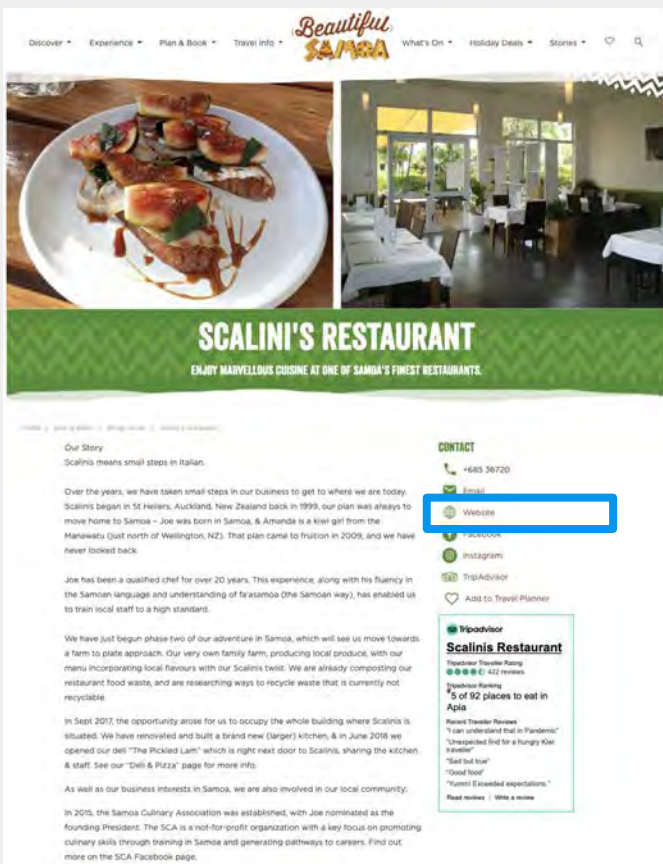 Beautiful
SAMOA
Discover
Experience
Plan & Book
Travel Info
What's On
Holiday Deals
Stories
SCALINI'S RESTAURANT
ENJOY MARVELLOUS CUISINE AT ONE OF SAMOA'S FINEST RESTAURANTS.
Our Story
Scalinis means small steps in Italian.
Over the years, we have taken small steps in our business to get to where we are today.
Scalinis began in St Heliers, Auckland, New Zealand back in 1999, our plan was always to
move home to Samoa – Joe was born in Samoa, & Amanda is a kiwi girl from the
Manawatu (just north of Wellington, NZ). That plan came to fruition in 2009, and we have
never looked back.
Joe has been a qualified chef for over 20 years. This experience, along with his fluency in
the Samoan language and understanding of fa'asamoa (the Samoan way), has enabled us
to train local staff to a high standard.
We have just begun phase two of our adventure in Samoa, which will see us move towards
a farm to plate approach. Our very own family farm, producing local produce, with our
manu incorporating local flavours with our Scalinis twist. We are already composting our
restaurant food waste, and are researching ways to recycle waste that is currently not
recyclable.
In Sept 2017, the opportunity arose for us to occupy the whole building where Scalinis is
situated. We have renovated and built a brand new (larger) kitchen, & in June 2018 we
opened our deli "The Pickled Lam" which is right next door to Scalinis, sharing the kitchen
& staff. See our "Deli & Pizza" page for more info.
As well as our business interests in Samoa, we are also involved in our local community:
In 2015, the Samoa Culinary Association was established, with Joe nominated as the
founding President. The SCA is a not-for-profit organization with a key focus on promoting
culinary skills through training in Samoa and generating pathways to careers. Find out
more on the SCA Facebook page.
CONTACT
+685 36720
Email
Website
Facebook
Instagram
TripAdvisor
Add to Travel Planner
Tripadvisor
Scalinis Restaurant
Tripadvisor Traveller Rating
422 reviews
Tripadvisor Ranking
5 of 92 places to eat in
Apia
Recent Traveller Reviews
"I can understand that in Pandemic"
"Unexpected find for a hungry Kiwi
traveller"
"Sad but true"
"Good food"
"Yumm! Exceeded expectations."
Read reviews | Write a review